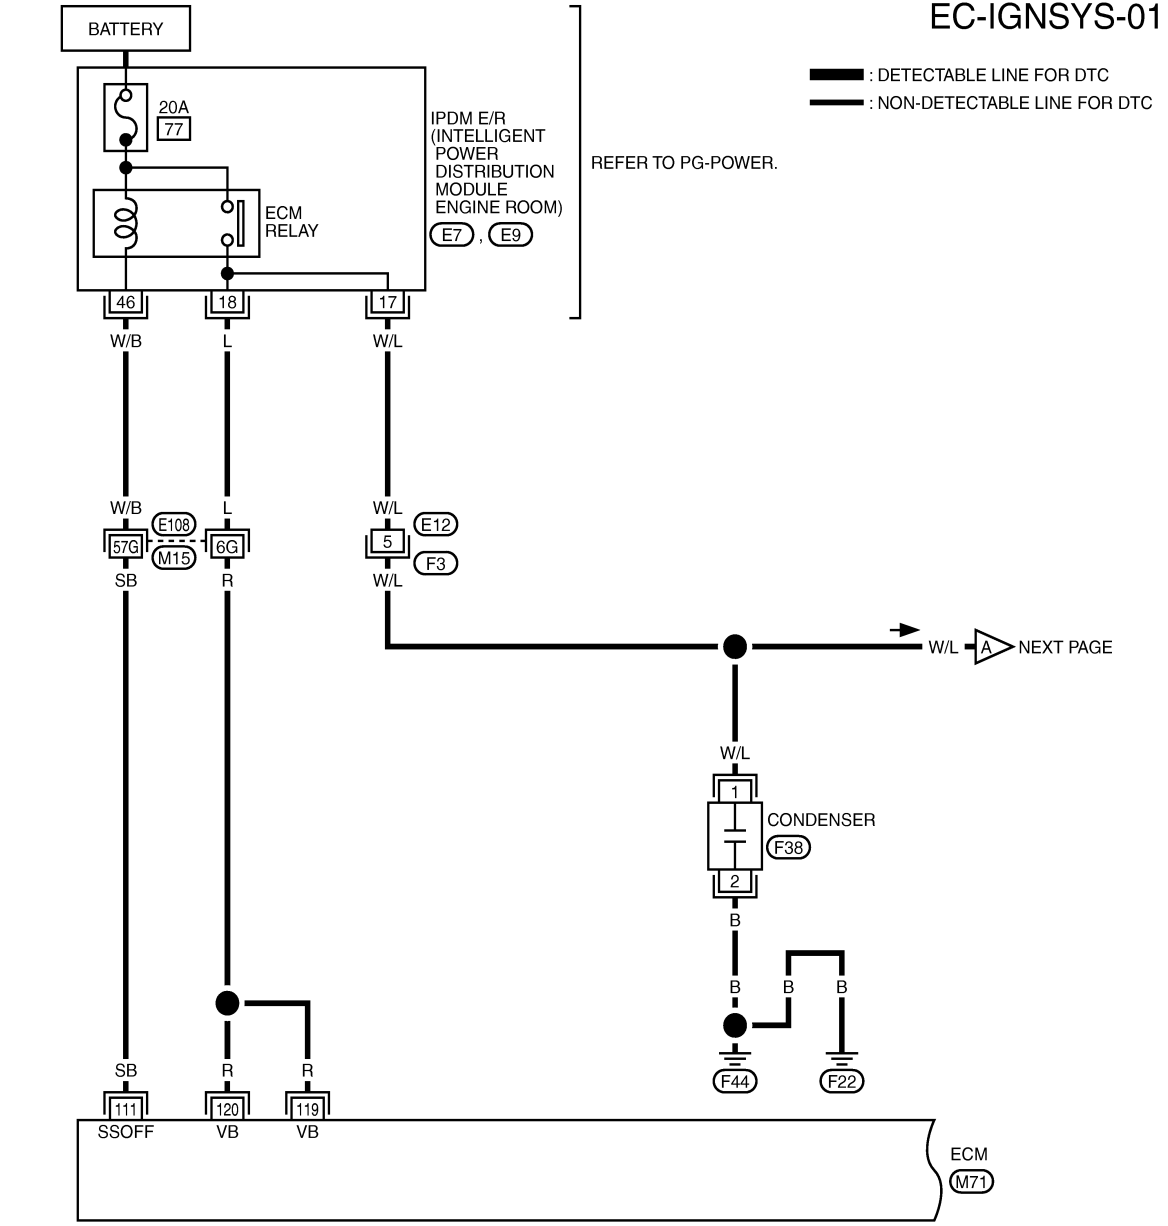 EC-IGNSYS-01
BATTERY
: DETECTABLE LINE FOR DTC
: NON-DETECTABLE LINE FOR DTC
20A
77
IPDM E/R
(INTELLIGENT
POWER
DISTRIBUTION
MODULE
ENGINE ROOM)
E7 , E9
REFER TO PG-POWER.
ECM
RELAY
46 18 17
W/B L W/L
W/B L W/L
E108 E12
57G 6G 5
M15 F3
SB R W/L
W/L A NEXT PAGE
W/L
1
CONDENSER
F38
2
B
B B B
SB R R
F44 F22
111 120 119
SSOFF VB VB
ECM
M71